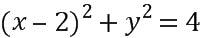 (x − 2)² + y² = 4